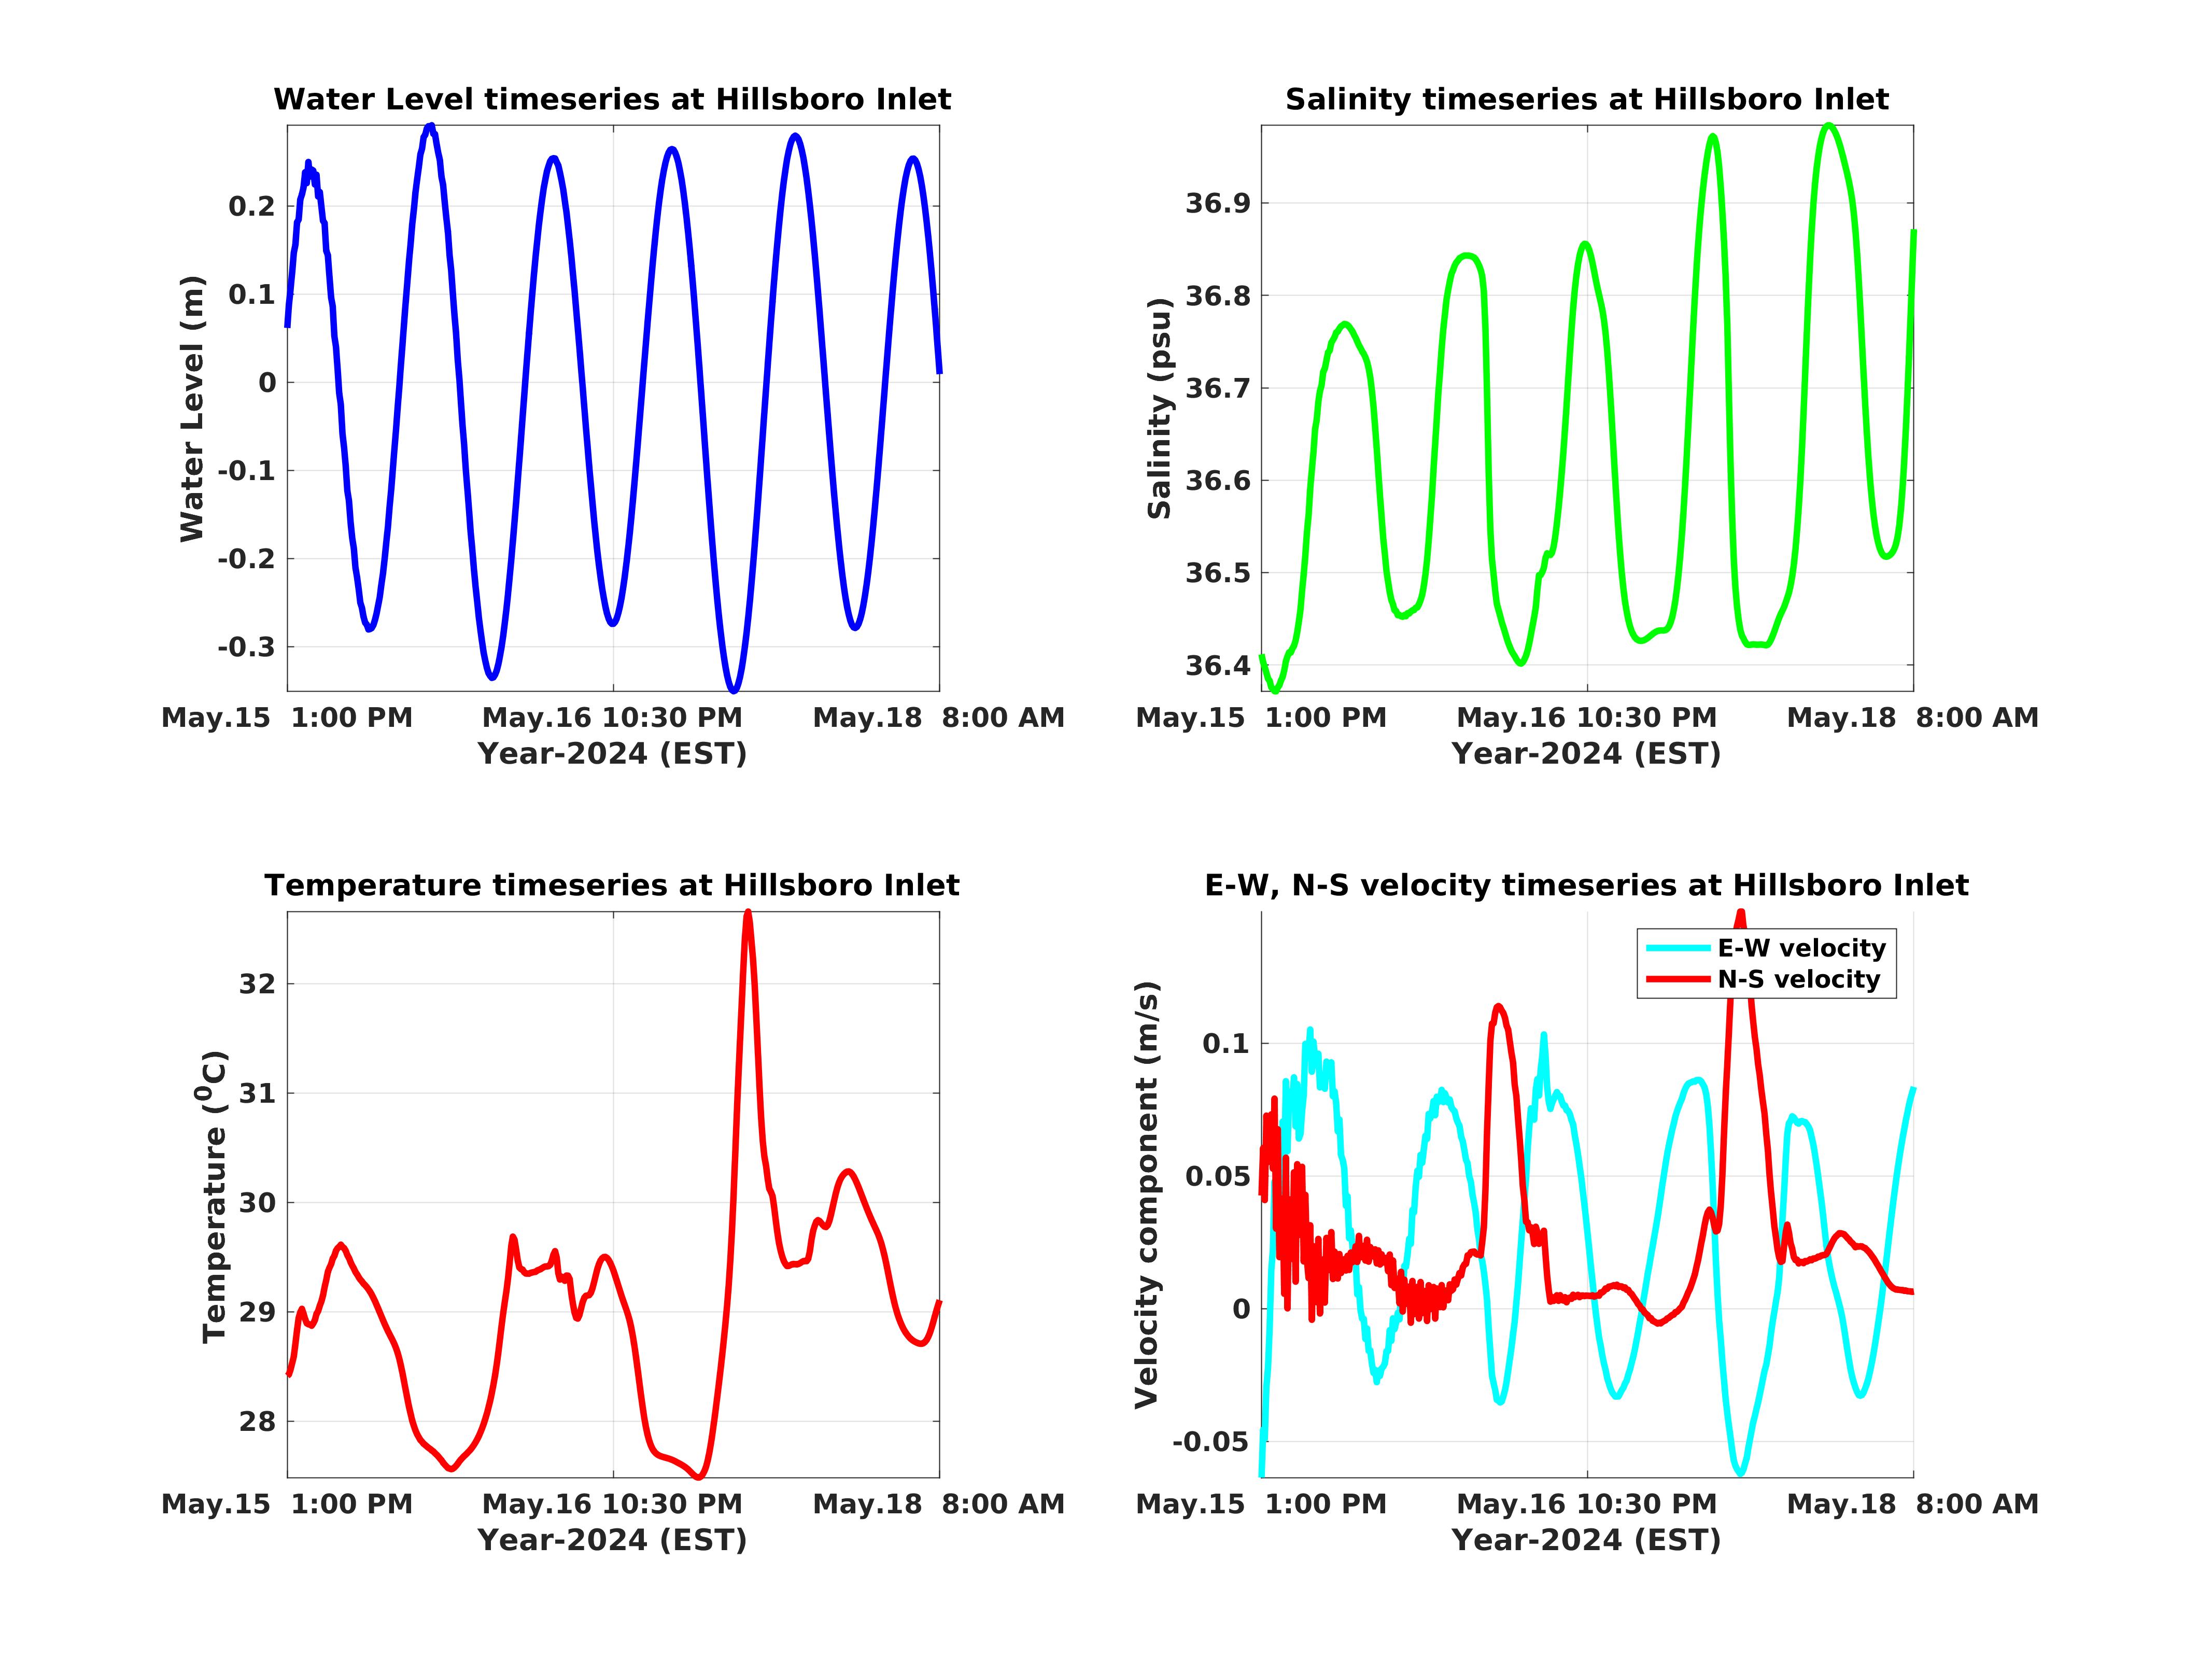 Water Level timeseries at Hillsboro Inlet
Water Level (m)
0.2
0.1
0
-0.1
-0.2
-0.3
May.15  1:00 PM
May.16 10:30 PM
May.18  8:00 AM
Year-2024 (EST)
Salinity timeseries at Hillsboro Inlet
Salinity (psu)
36.9
36.8
36.7
36.6
36.5
36.4
May.15  1:00 PM
May.16 10:30 PM
May.18  8:00 AM
Year-2024 (EST)
Temperature timeseries at Hillsboro Inlet
Temperature (⁰C)
32
31
30
29
28
May.15  1:00 PM
May.16 10:30 PM
May.18  8:00 AM
Year-2024 (EST)
E-W, N-S velocity timeseries at Hillsboro Inlet
E-W velocity
N-S velocity
Velocity component (m/s)
0.1
0.05
0
-0.05
May.15  1:00 PM
May.16 10:30 PM
May.18  8:00 AM
Year-2024 (EST)